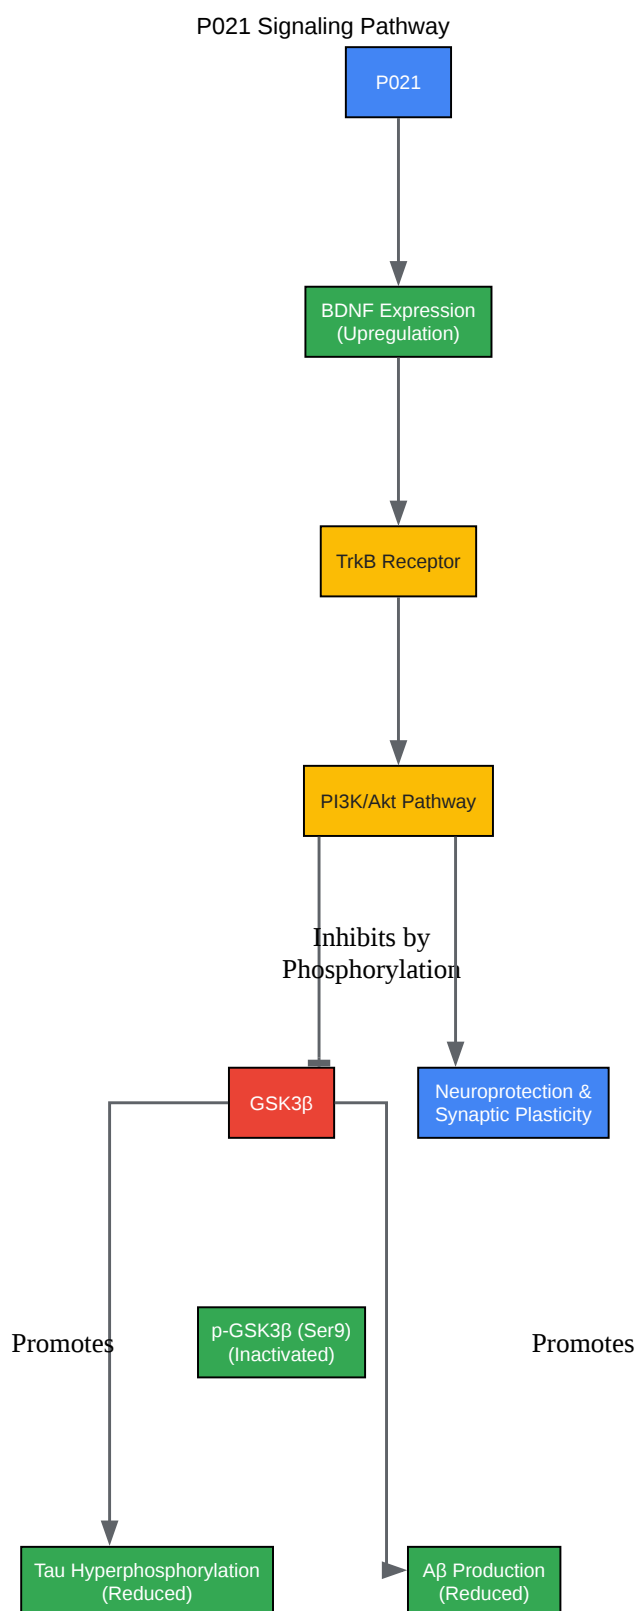 P021 Signaling Pathway
P021
BDNF Expression
(Upregulation)
TrkB Receptor
PI3K/Akt Pathway
Inhibits by
Phosphorylation
GSK3β
Neuroprotection &
Synaptic Plasticity
Promotes
p-GSK3β (Ser9)
(Inactivated)
Promotes
Tau Hyperphosphorylation
(Reduced)
Aβ Production
(Reduced)